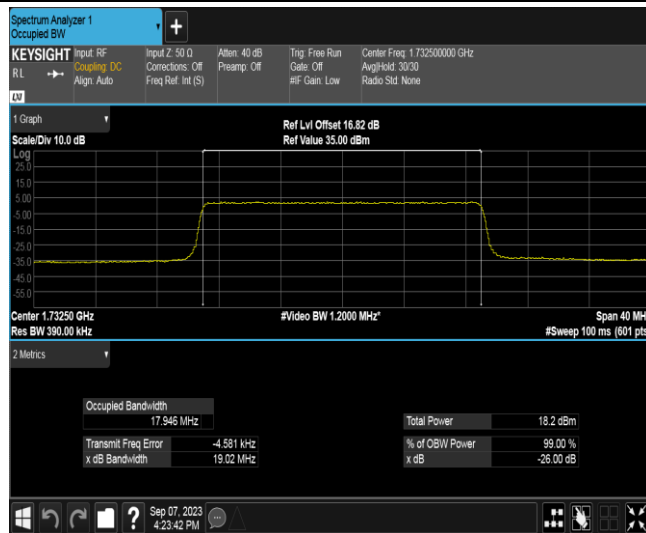 Spectrum Analyzer 1
Occupied BW
+
KEYSIGHT
RL
Input: RF
Coupling: DC
Align: Auto
Input Z: 50 Ω
Corrections: Off
Freq Ref: Int (S)
Atten: 40 dB
Preamp: Off
Trig: Free Run
Gate: Off
#IF Gain: Low
Center Freq: 1.732500000 GHz
Avg|Hold: 30/30
Radio Std: None
LXI
1 Graph
Scale/Div 10.0 dB
Ref Lvl Offset 16.82 dB
Ref Value 35.00 dBm
Log
25.0
15.0
5.00
-5.00
-15.0
-25.0
-35.0
-45.0
-55.0
Center 1.73250 GHz
#Video BW 1.2000 MHz*
Span 40 MH
Res BW 390.00 kHz
#Sweep 100 ms (601 pts
2 Metrics
Occupied Bandwidth
17.946 MHz
Total Power 18.2 dBm
Transmit Freq Error -4.581 kHz
% of OBW Power 99.00 %
x dB Bandwidth 19.02 MHz
x dB -26.00 dB
?
Sep 07, 2023
4:23:42 PM